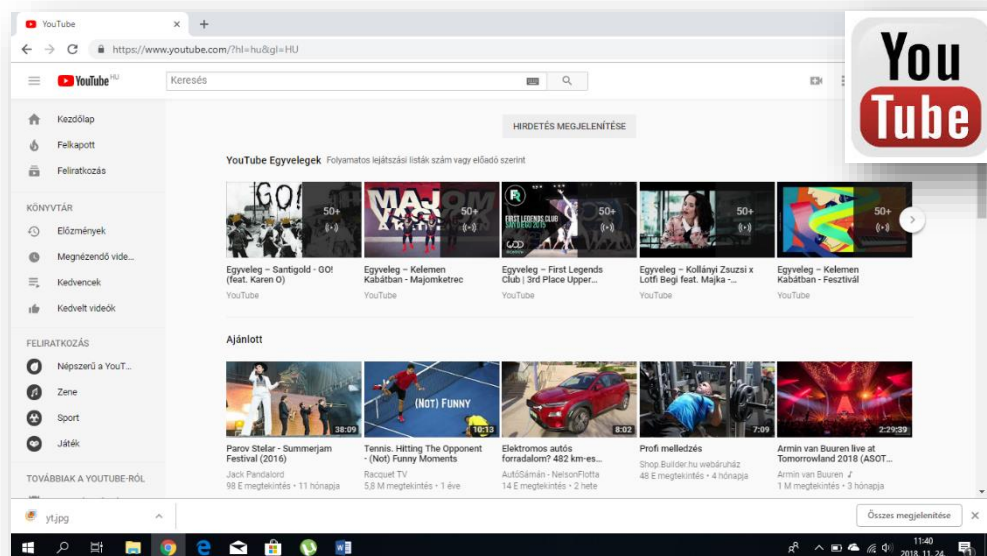 YouTube
https://www.youtube.com/?hl=hu&gl=HU
YouTube HU
Keresés
You
Tube
Kezdőlap
Felkapott
Feliratkozás
KÖNYVTÁR
Előzmények
Megnézendő vide...
Kedvencek
Kedvelt videók
FELIRATKOZÁS
Népszerű a YouT...
Zene
Sport
Játék
TOVÁBBIAK A YOUTUBE-RÓL
HIRDETÉS MEGJELENÍTÉSE
YouTube Egyvelegek Folyamatos lejátszási listák szám vagy előadó szerint
GO!
50+
Egyveleg – Santigold - GO!
(feat. Karen O)
YouTube
MAJOM
50+
Egyveleg – Kelemen
Kabátban - Majomketrec
YouTube
FIRST LEGENDS CLUB
SAN DIEGO 2015
50+
Egyveleg – First Legends
Club | 3rd Place Upper...
YouTube
50+
Egyveleg – Kollányi Zsuzsi x
Lotfi Begi feat. Majka -...
YouTube
50+
Egyveleg – Kelemen
Kabátban - Fesztivál
YouTube
Ajánlott
38:09
Parov Stelar - Summerjam
Festival (2016)
Jack Pandalord
98 E megtekintés • 11 hónapja
(NOT) FUNNY
10:13
Tennis. Hitting The Opponent
- (Not) Funny Moments
Racquet TV
5,8 M megtekintés • 1 éve
8:02
Elektromos autós
forradalom? 482 km-es...
AutóSámán - NelsonFlotta
14 E megtekintés • 2 hete
7:09
Profi melledzés
Shop.Builder.hu webáruház
48 E megtekintés • 4 hónapja
2:29:39
Armin van Buuren live at
Tomorrowland 2018 (ASOT...
Armin van Buuren
1 M megtekintés • 3 hónapja
yt.jpg
Összes megjelenítése
11:40
2018. 11. 24.